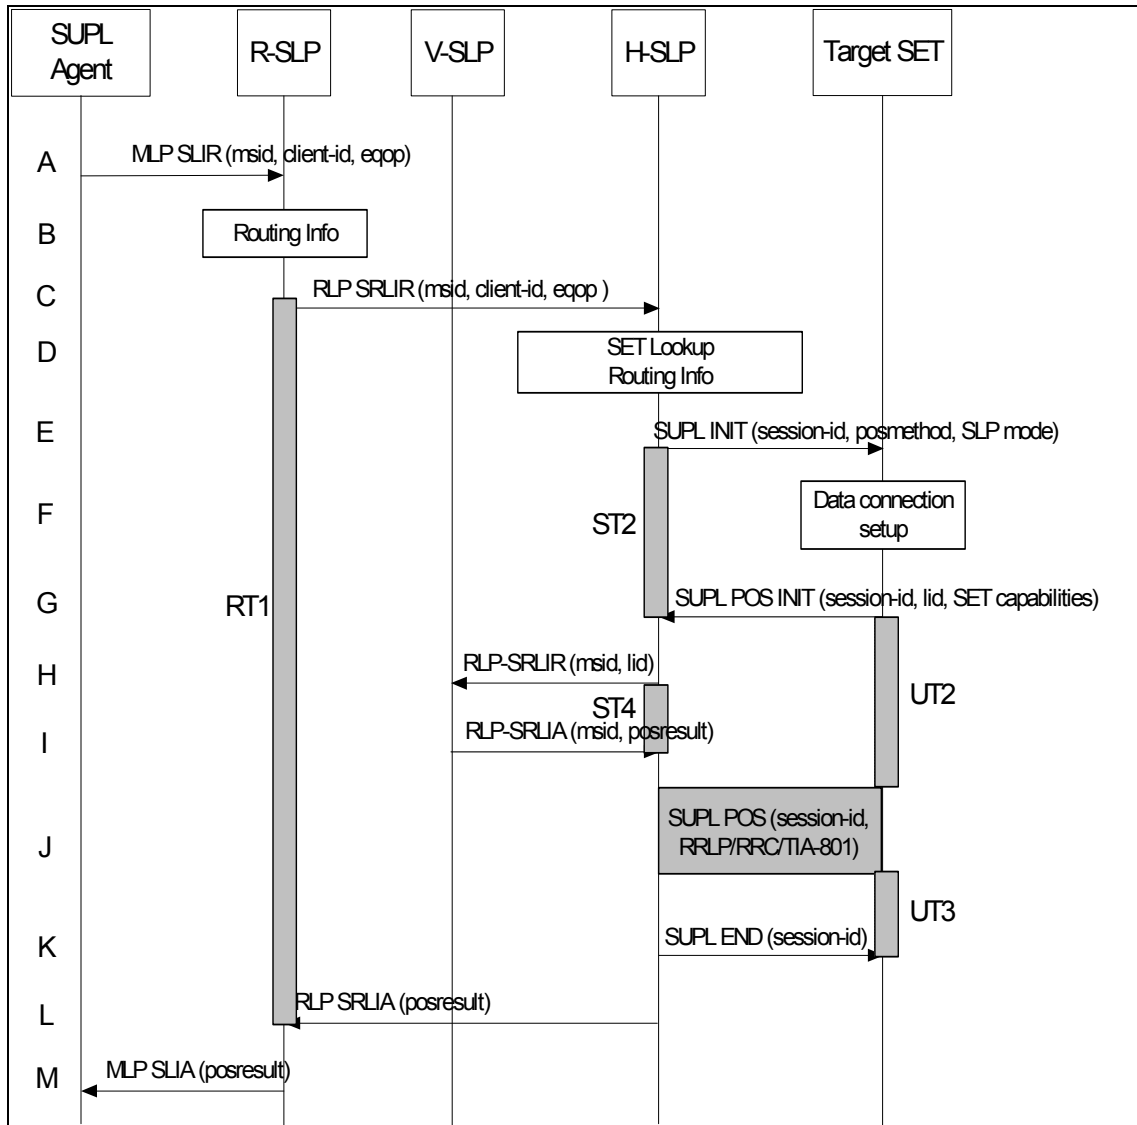 SUPL
Agent
R-SLP
V-SLP
H-SLP
Target SET
A
MLP SLIR (msid, client-id, eqop)
B
Routing Info
C
RLP SRLIR (msid, client-id, eqop )
D
SET Lookup
Routing Info
E
SUPL INIT (session-id, posmethod, SLP mode)
F
ST2
Data connection
setup
G
RT1
SUPL POS INIT (session-id, lid, SET capabilities)
H
RLP-SRLIR (msid, lid)
ST4
UT2
I
RLP-SRLIA (msid, posresult)
J
SUPL POS (session-id,
RRLP/RRC/TIA-801)
UT3
K
SUPL END (session-id)
L
RLP SRLIA (posresult)
M
MLP SLIA (posresult)